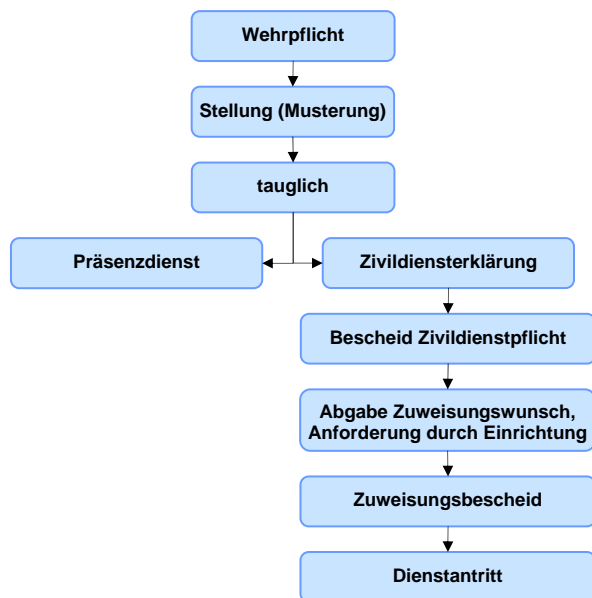 Wehrpflicht
Stellung (Musterung)
tauglich
Präsenzdienst
Zivildiensterklärung
Bescheid Zivildienstpflicht
Abgabe Zuweisungswunsch,
Anforderung durch Einrichtung
Zuweisungsbescheid
Dienstantritt